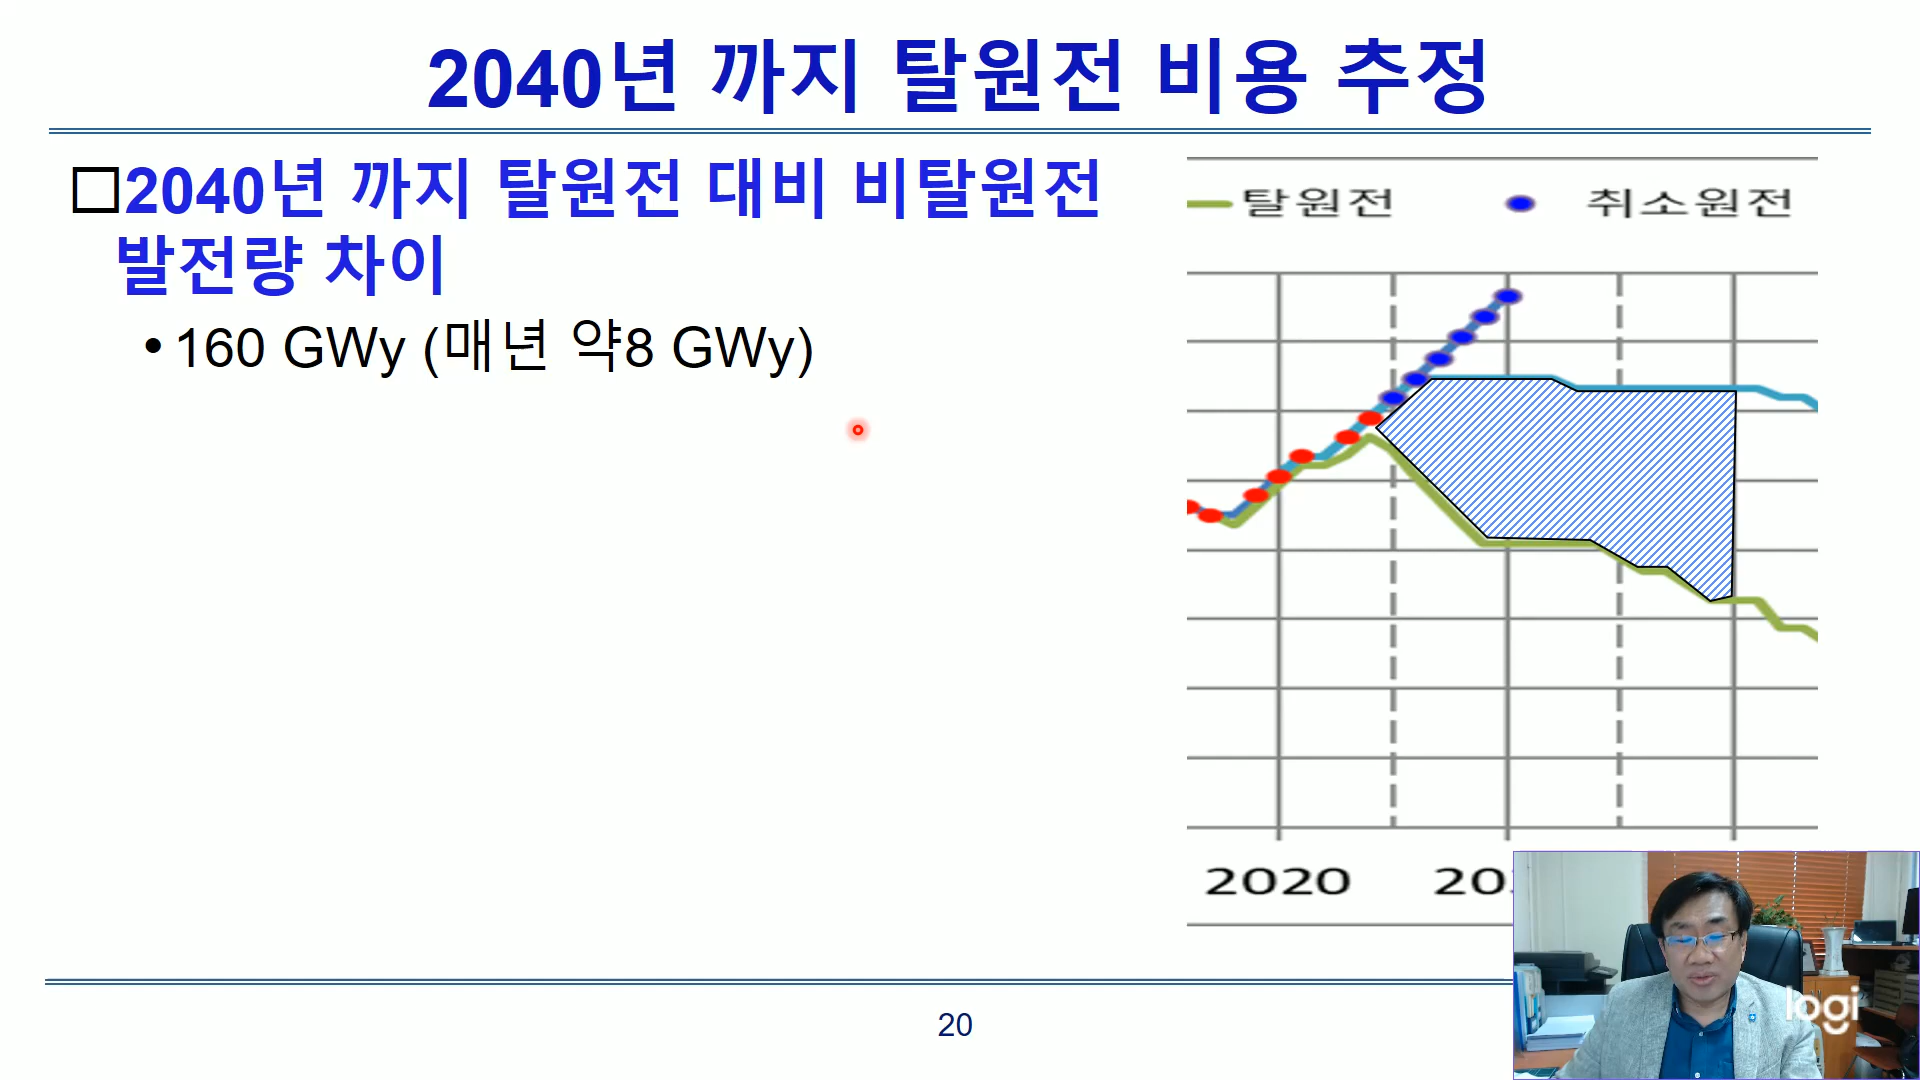 2040년 까지 탈원전 비용 추정
2040년 까지 탈원전 대비 비탈원전
발전량 차이
• 160 GWy (매년 약8 GWy)
탈원전 취소원전
2020 20
20
logi